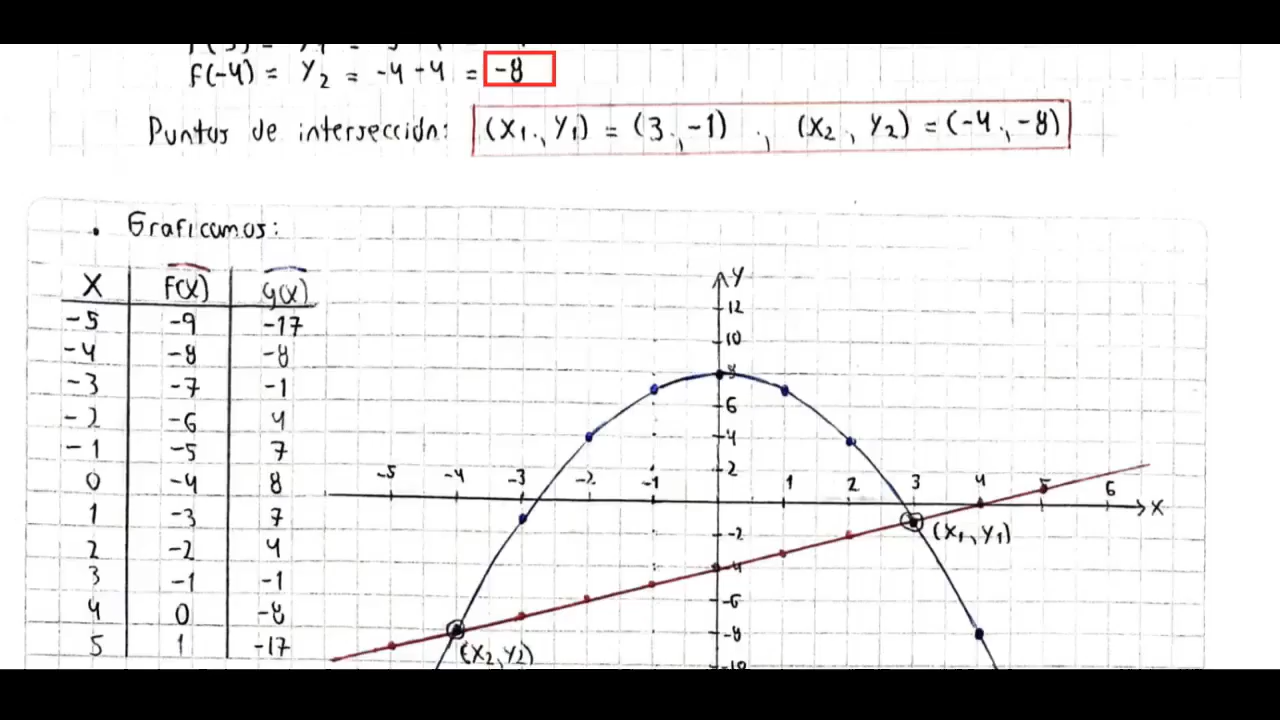 F(-4) = Y2 = -4 -4 = -8
Puntos de intersección: (X1, Y1) = (3, -1) , (X2, Y2) = (-4, -8)
• Graficamos:
X F(X) g(X)
-5 -9 -17
-4 -8 -8
-3 -7 -1
-2 -6 4
-1 -5 7
0 -4 8
1 -3 7
2 -2 4
3 -1 -1
4 0 -8
5 1 -17
Y
12
10
8
6
4
2
-5 -4 -3 -2 -1 1 2 3 4 5 6
X
(X1, Y1)
-2
-4
-6
-8
(X2, Y2)
-10